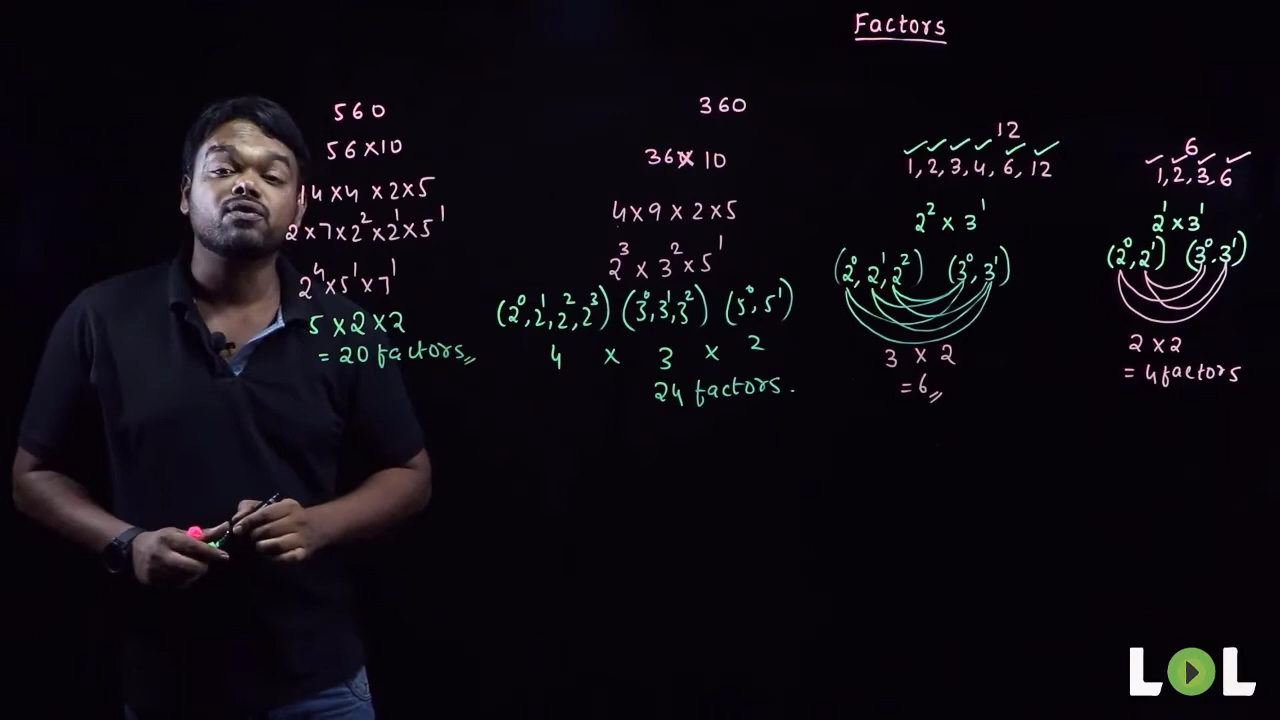 Factors
560
56×10
14×4 ×2×5
2×7×2²×2¹×5¹
2⁴×5¹×7¹
5 ×2 ×2
= 20 factors
360
36× 10
4×9 ×2×5
2³ × 3²×5¹
(2⁰,2¹,2²,2³) (3⁰,3¹,3²) (5⁰,5¹)
4 × 3 × 2
24 factors.
12
1,2,3,4,6,12
2² × 3¹
(2⁰,2¹,2²) (3⁰,3¹)
3 × 2
= 6
6
1,2,3,6
2¹×3¹
(2⁰,2¹) (3⁰,3¹)
2 × 2
= 4 factors
LOL